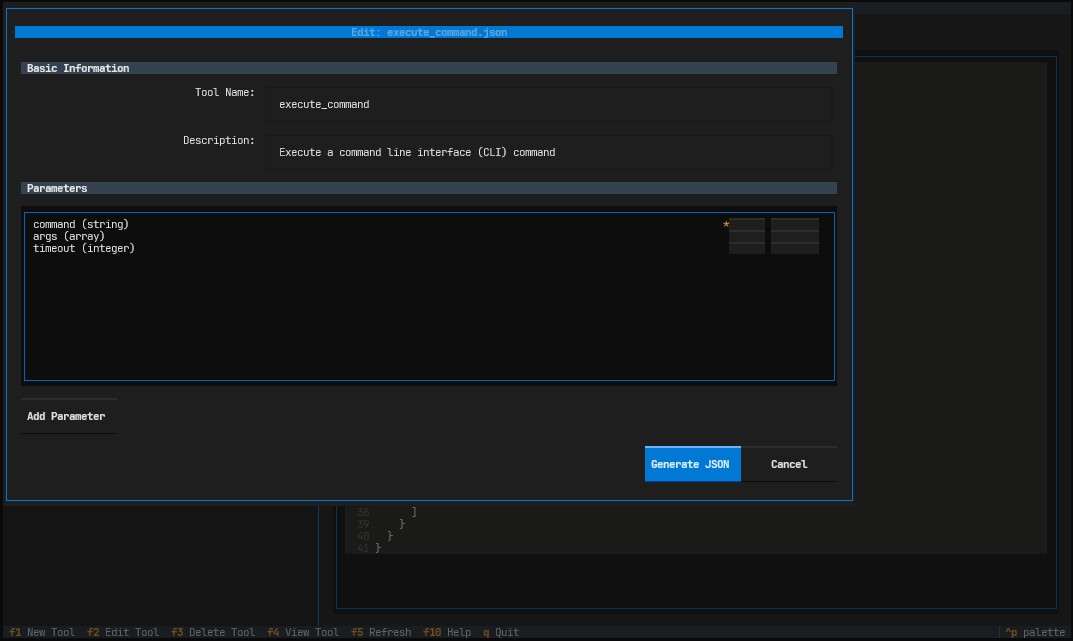 Edit: execute_command.json
Basic Information
Tool Name:
execute_command
Description:
Execute a command line interface (CLI) command
Parameters
command (string) *
args (array)
timeout (integer)
Add Parameter
Generate JSON Cancel
38 ]
39 }
40 }
41 }
f1 New Tool f2 Edit Tool f3 Delete Tool f4 View Tool f5 Refresh f10 Help q Quit ^p palette